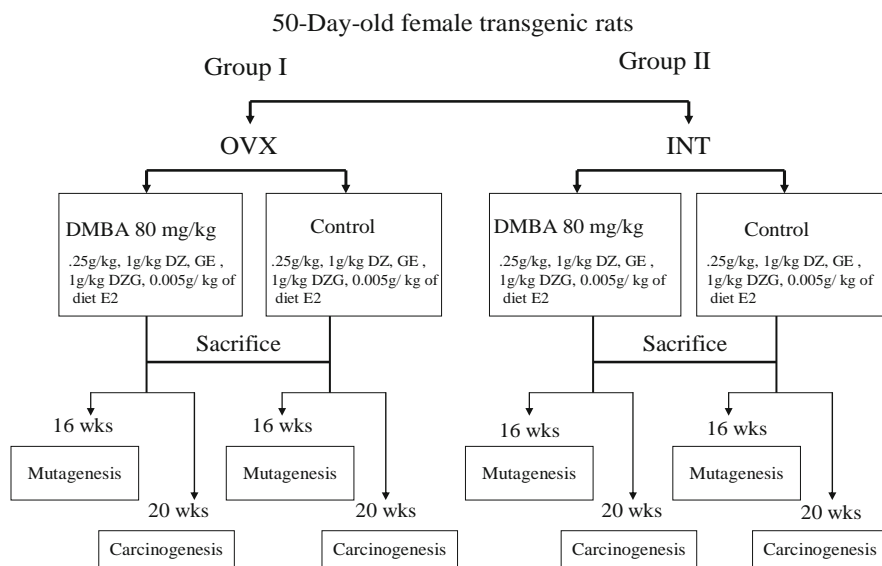 50-Day-old female transgenic rats
Group I
Group II
OVX
INT
DMBA 80 mg/kg
.25g/kg, 1g/kg DZ, GE ,
1g/kg DZG, 0.005g/ kg of
diet E2
Control
.25g/kg, 1g/kg DZ, GE ,
1g/kg DZG, 0.005g/ kg of
diet E2
DMBA 80 mg/kg
.25g/kg, 1g/kg DZ, GE ,
1g/kg DZG, 0.005g/ kg of
diet E2
Control
.25g/kg, 1g/kg DZ, GE ,
1g/kg DZG, 0.005g/ kg of
diet E2
Sacrifice
Sacrifice
16 wks
16 wks
16 wks
16 wks
Mutagenesis
Mutagenesis
Mutagenesis
Mutagenesis
20 wks
20 wks
20 wks
20 wks
Carcinogenesis
Carcinogenesis
Carcinogenesis
Carcinogenesis